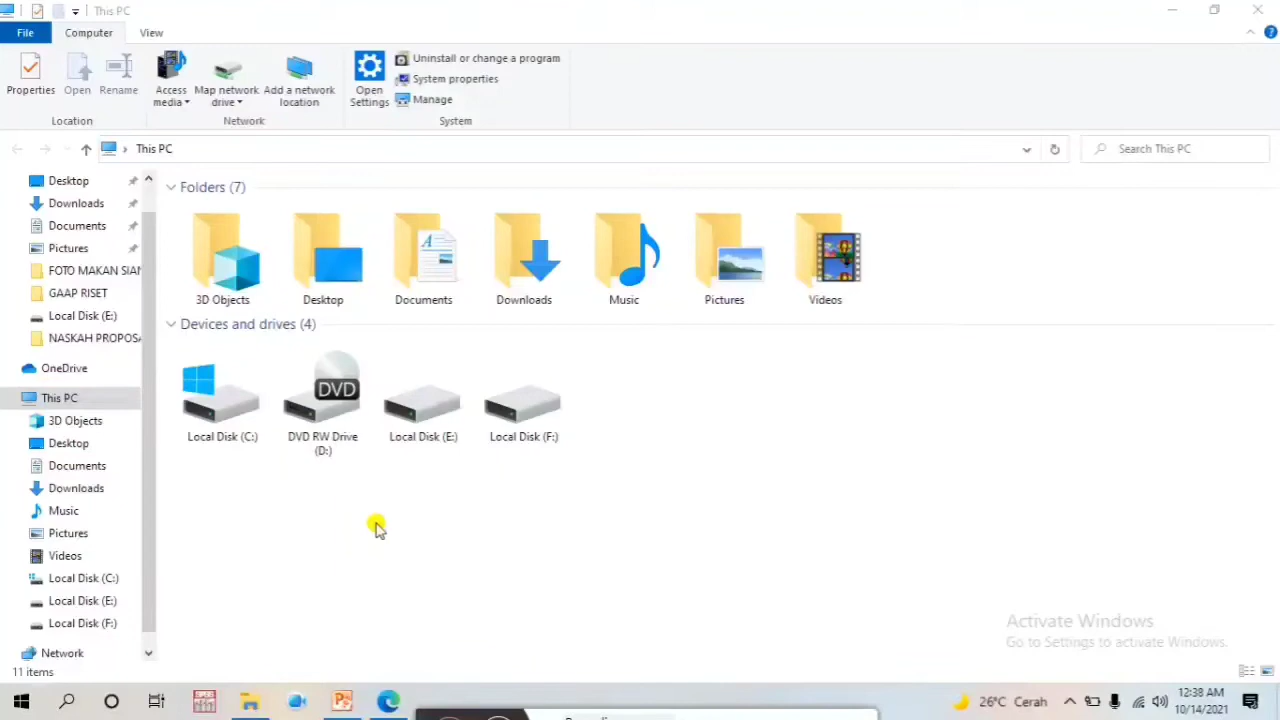 This PC
File Computer View
Uninstall or change a program
System properties
Manage
Properties Open Rename Access media Map network drive Add a network location Open Settings
Location Network System
This PC
Search This PC
Desktop
Downloads
Documents
Pictures
FOTO MAKAN SIAN
GAAP RISET
Local Disk (E:)
NASKAH PROPOSA
OneDrive
This PC
3D Objects
Desktop
Documents
Downloads
Music
Pictures
Videos
Local Disk (C:)
Local Disk (E:)
Local Disk (F:)
Network
Folders (7)
3D Objects Desktop Documents Downloads Music Pictures Videos
Devices and drives (4)
DVD
Local Disk (C:) DVD RW Drive (D:) Local Disk (E:) Local Disk (F:)
Activate Windows
Go to Settings to activate Windows.
11 items
26°C Cerah
12:38 AM
10/14/2021